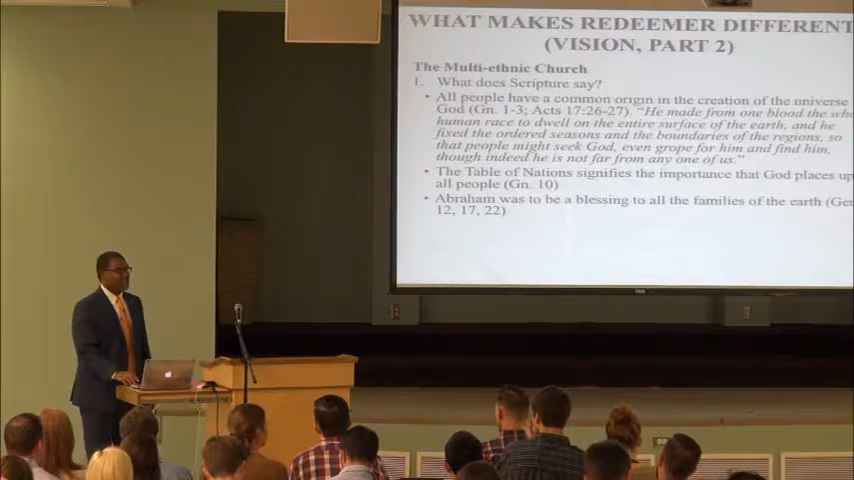 WHAT MAKES REDEEMER DIFFERENT
(VISION, PART 2)
The Multi-ethnic Church
1. What does Scripture say?
• All people have a common origin in the creation of the universe
God (Gn. 1-3; Acts 17:26-27). "He made from one blood the who
human race to dwell on the entire surface of the earth, and he
fixed the ordered seasons and the boundaries of the regions, so
that people might seek God, even grope for him and find him,
though indeed he is not far from any one of us."
• The Table of Nations signifies the importance that God places up
all people (Gn. 10)
• Abraham was to be a blessing to all the families of the earth (Gen
12, 17, 22)